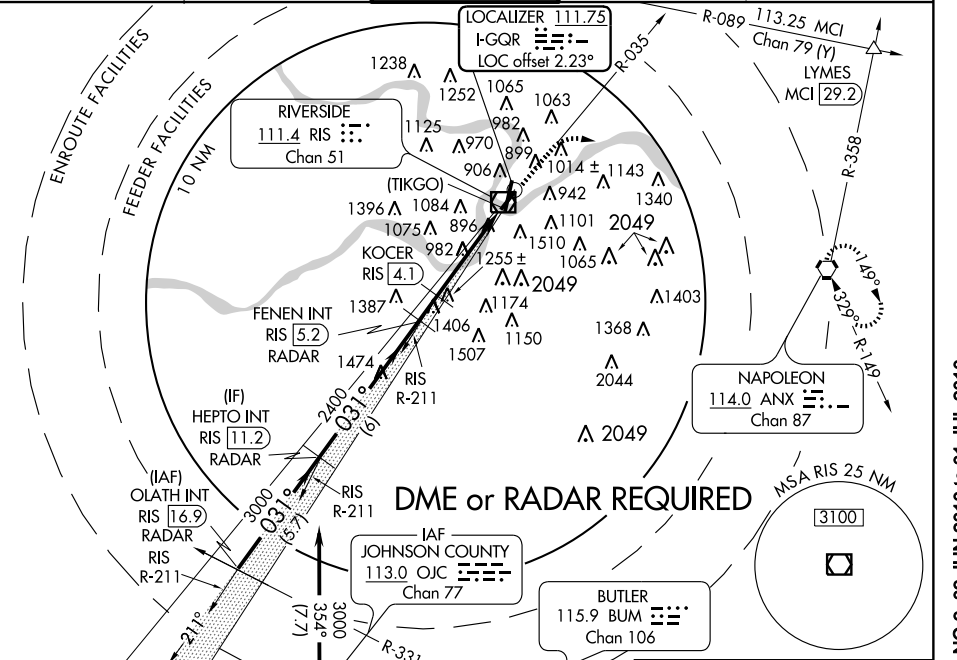 LOCALIZER 111.75
I-GQR
LOC offset 2.23°
R-035
R-089
113.25 MCI
Chan 79 (Y)
LYMES
MCI 29.2
R-358
ENROUTE FACILITIES
FEEDER FACILITIES
10 NM
RIVERSIDE
111.4 RIS
Chan 51
1238
1252
1065
1063
1125
970
982
899
906
1014 ±
1143
1340
942
(TIKGO)
1396
1084
1075
896
982
1101
1510
1065
2049
KOCER
RIS 4.1
1255 ±
2049
1387
1406
1174
1507
1150
1403
1368
2044
FENEN INT
RIS 5.2
RADAR
1474
RIS
R-211
149°
329°
R-149
NAPOLEON
114.0 ANX
Chan 87
2049
(IF)
HEPTO INT
RIS 11.2
RADAR
2400
031°
(6)
RIS
R-211
DME or RADAR REQUIRED
(IAF)
OLATH INT
RIS 16.9
RADAR
3000
031°
(5.7)
RIS
R-211
211°
IAF
JOHNSON COUNTY
113.0 OJC
Chan 77
3000
354°
(7.7)
R-331
BUTLER
115.9 BUM
Chan 106
MSA RIS 25 NM
3100